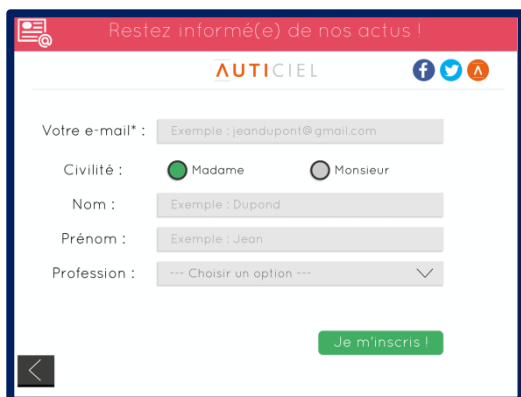 Restez informé(e) de nos actus !
AUTICIEL
Votre e-mail* : Exemple : jeandupont@gmail.com
Civilité : Madame Monsieur
Nom : Exemple : Dupond
Prénom : Exemple : Jean
Profession : --- Choisir un option ---
Je m'inscris !